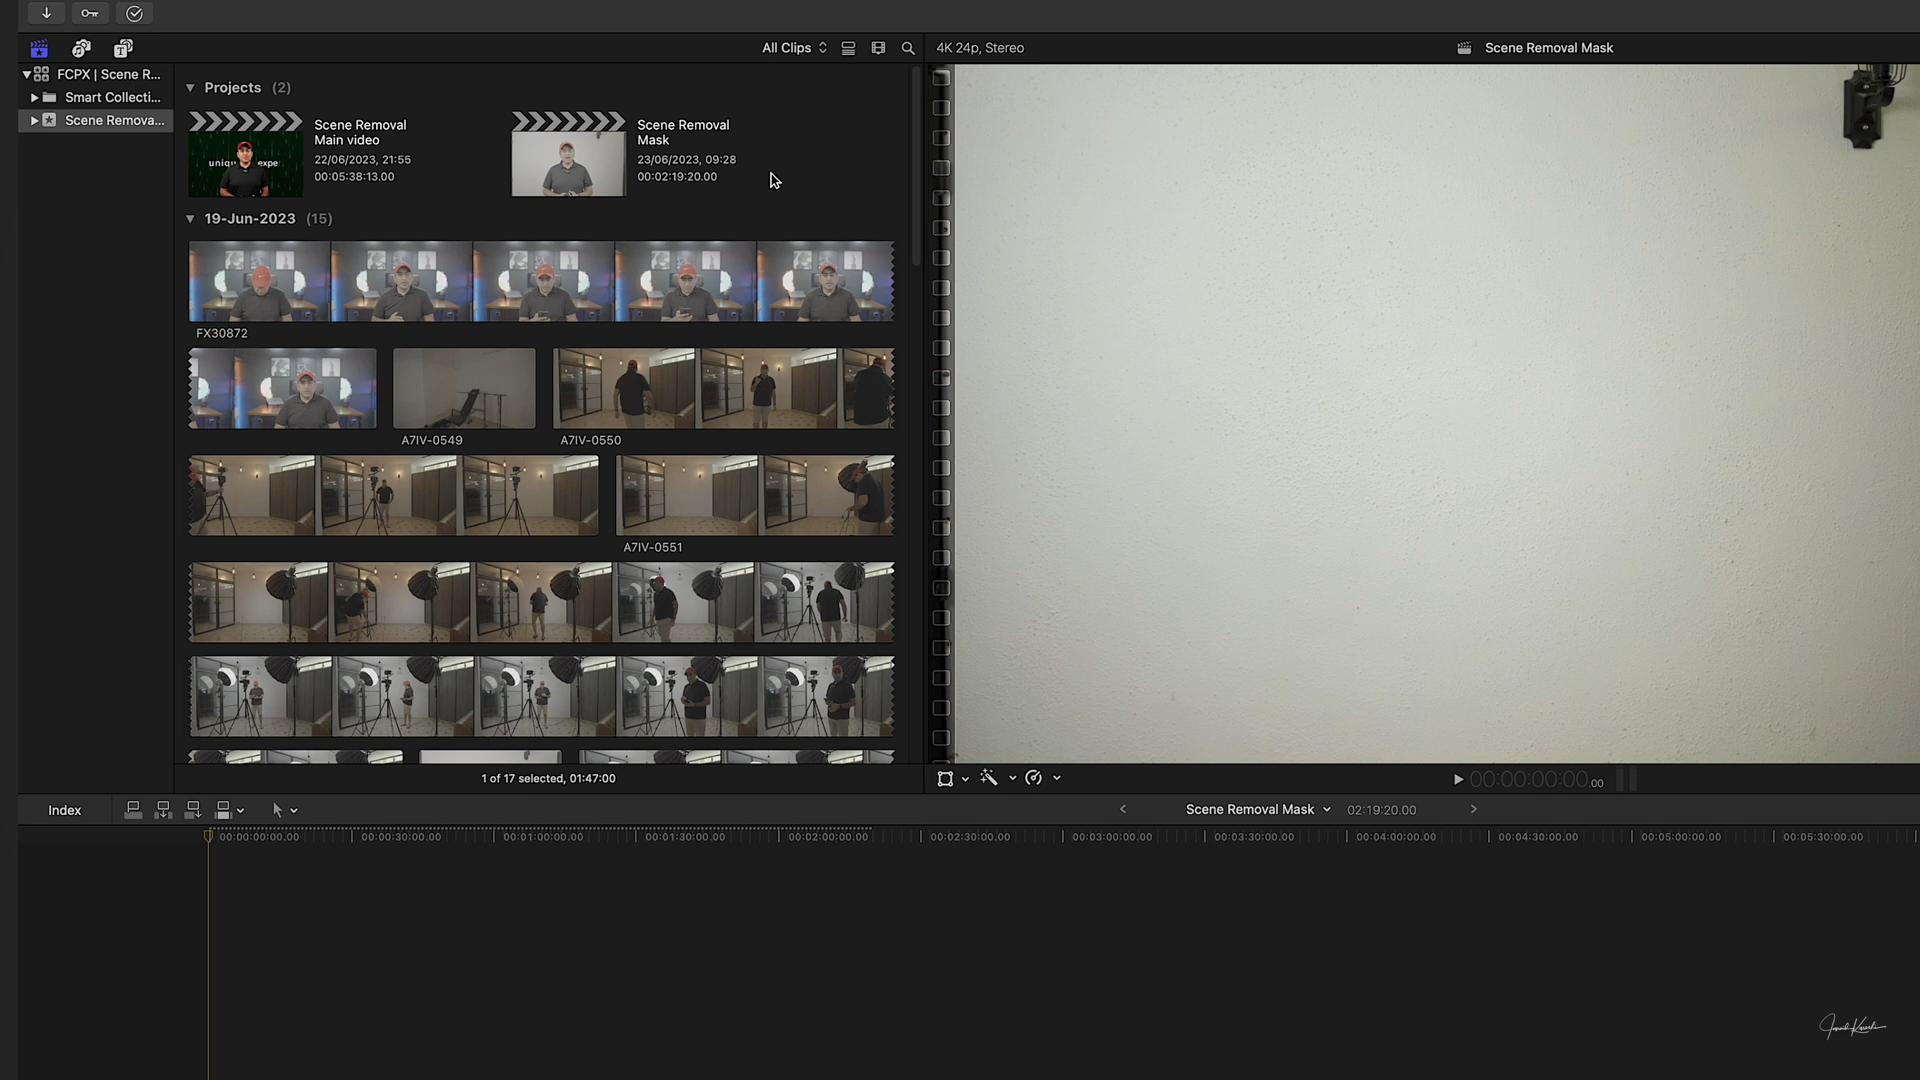 All Clips
4K 24p, Stereo
Scene Removal Mask
FCPX | Scene R...
Smart Collecti...
Scene Remova...
Projects (2)
Scene Removal
Main video
22/06/2023, 21:55
00:05:38:13.00
Scene Removal
Mask
23/06/2023, 09:28
00:02:19:20.00
19-Jun-2023 (15)
FX30872
A7IV-0549
A7IV-0550
A7IV-0551
1 of 17 selected, 01:47:00
00:00:00:00.00
Index
Scene Removal Mask
02:19:20.00
00:00:00:00.00
00:00:30:00.00
00:01:00:00.00
00:01:30:00.00
00:02:00:00.00
00:02:30:00.00
00:03:00:00.00
00:03:30:00.00
00:04:00:00.00
00:04:30:00.00
00:05:00:00.00
00:05:30:00.00